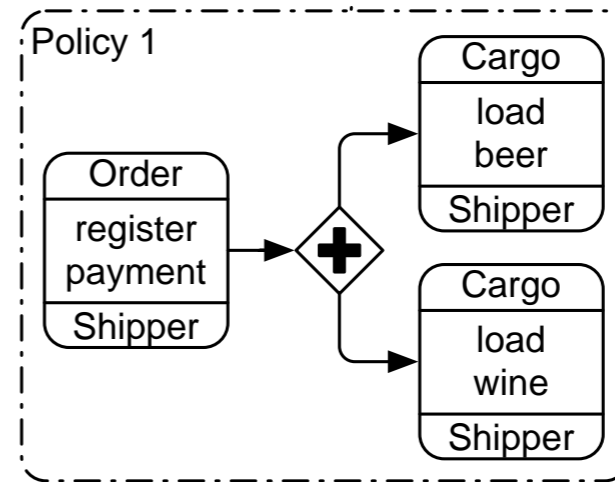 Policy 1
Order
register
payment
Shipper
Cargo
load
beer
Shipper
Cargo
load
wine
Shipper